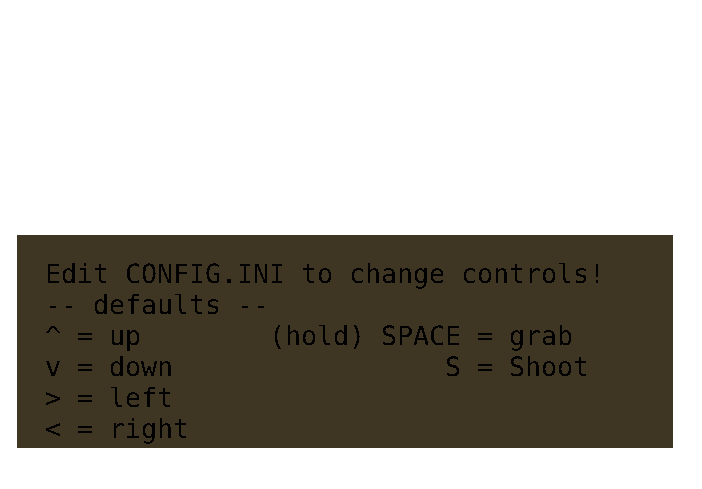 Edit CONFIG.INI to change controls!
-- defaults --
^ = up (hold) SPACE = grab
v = down S = Shoot
> = left
< = right